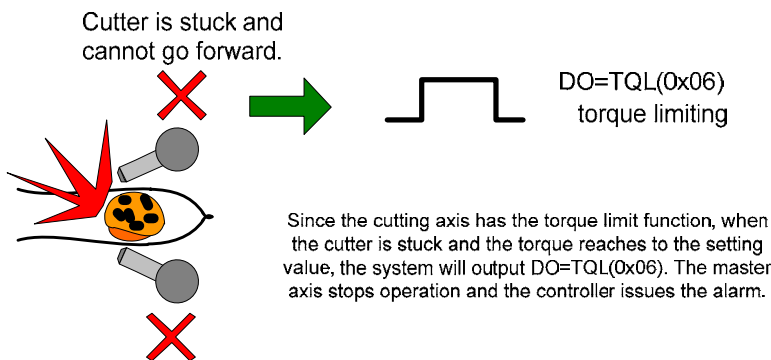 Cutter is stuck and
cannot go forward.
DO=TQL(0x06)
torque limiting
Since the cutting axis has the torque limit function, when
the cutter is stuck and the torque reaches to the setting
value, the system will output DO=TQL(0x06). The master
axis stops operation and the controller issues the alarm.